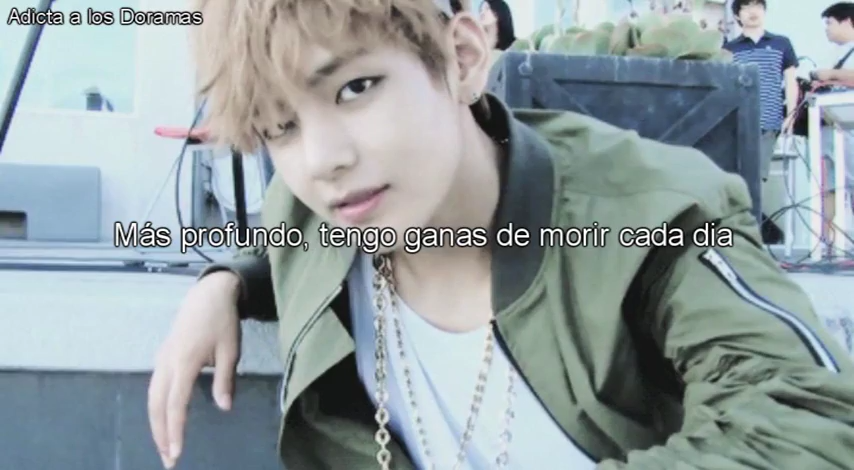 Adicta a los Doramas
Más profundo, tengo ganas de morir cada dia